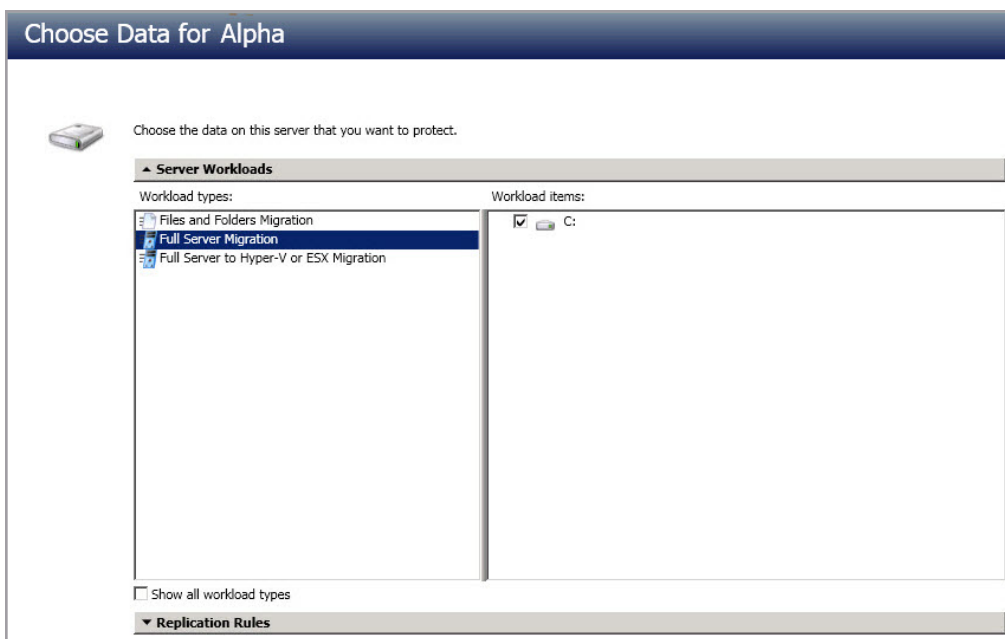 Choose Data for Alpha
Choose the data on this server that you want to protect.
Server Workloads
Workload types:
Workload items:
Files and Folders Migration
Full Server Migration
Full Server to Hyper-V or ESX Migration
C:
Show all workload types
Replication Rules